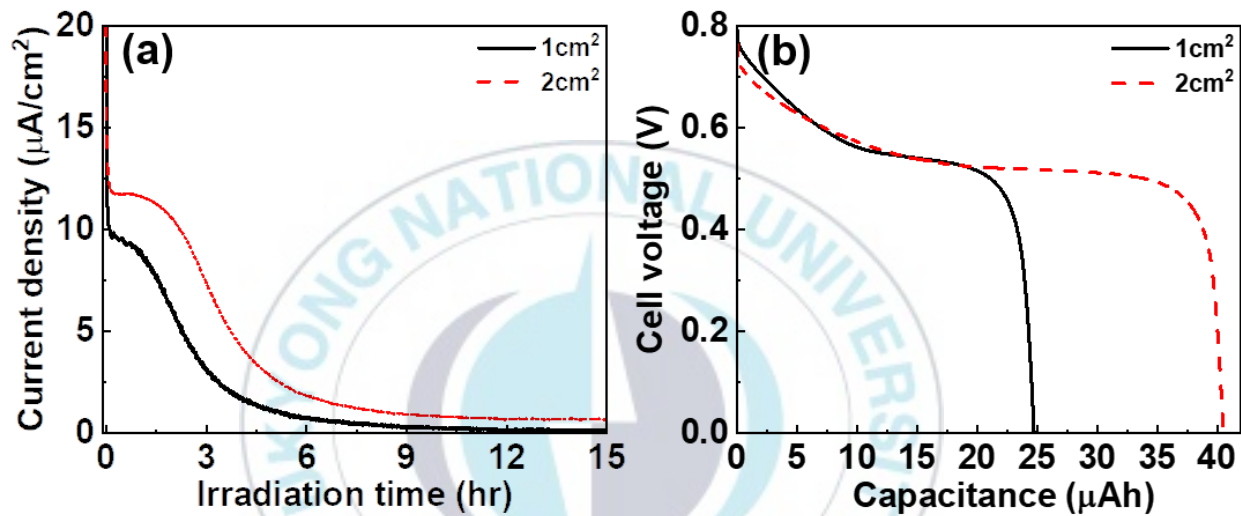 (a)
1cm²
2cm²
Current density (μA/cm²)
20
15
10
5
0
0 3 6 9 12 15
Irradiation time (hr)
(b)
1cm²
2cm²
Cell voltage (V)
0.8
0.6
0.4
0.2
0.0
0 5 10 15 20 25 30 35 40
Capacitance (μAh)
UKYONG NATIONAL UNIVERSI